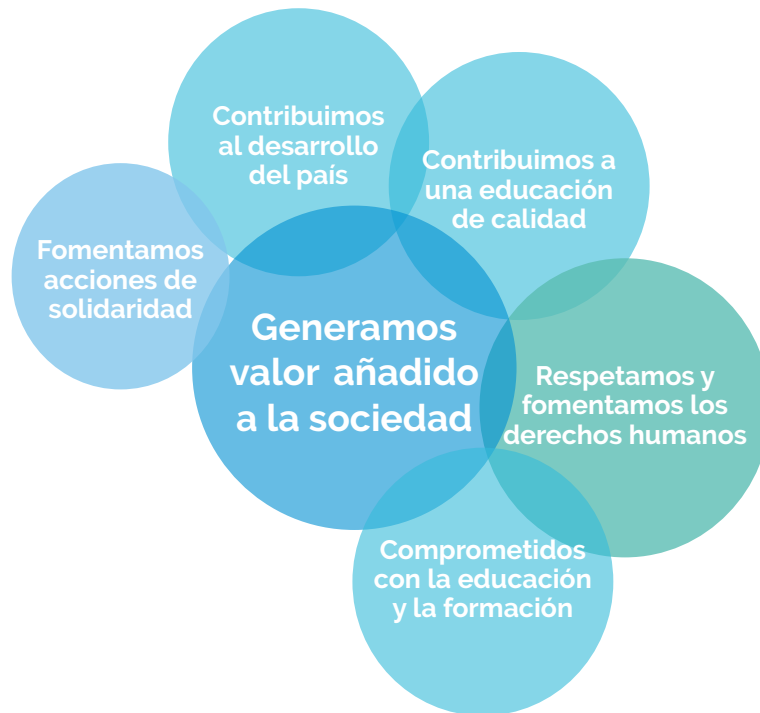 Contribuimos
al desarrollo
del país
Contribuimos a
una educación
de calidad
Fomentamos
acciones de
solidaridad
Generamos
valor añadido
a la sociedad
Respetamos y
fomentamos los
derechos humanos
Comprometidos
con la educación
y la formación